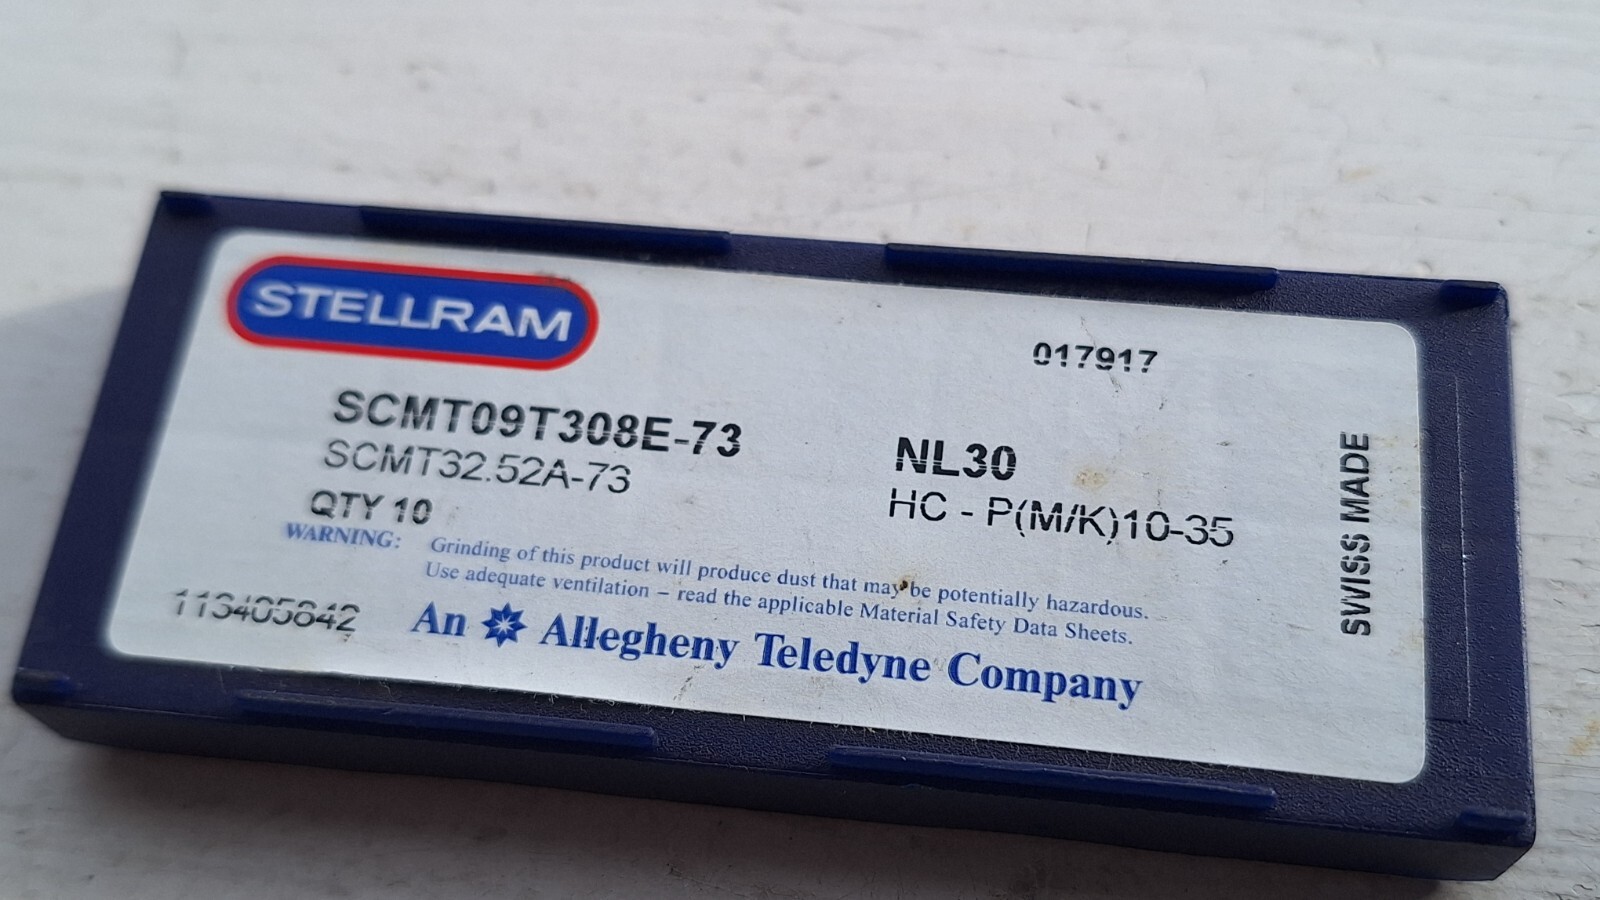 STELLRAM
017917
SCMT09T308E-73
NL30
SCMT32.52A-73
HC - P(M/K)10-35
QTY 10
WARNING: Grinding of this product will produce dust that may be potentially hazardous.
Use adequate ventilation – read the applicable Material Safety Data Sheets.
113405842
An Allegheny Teledyne Company
SWISS MADE